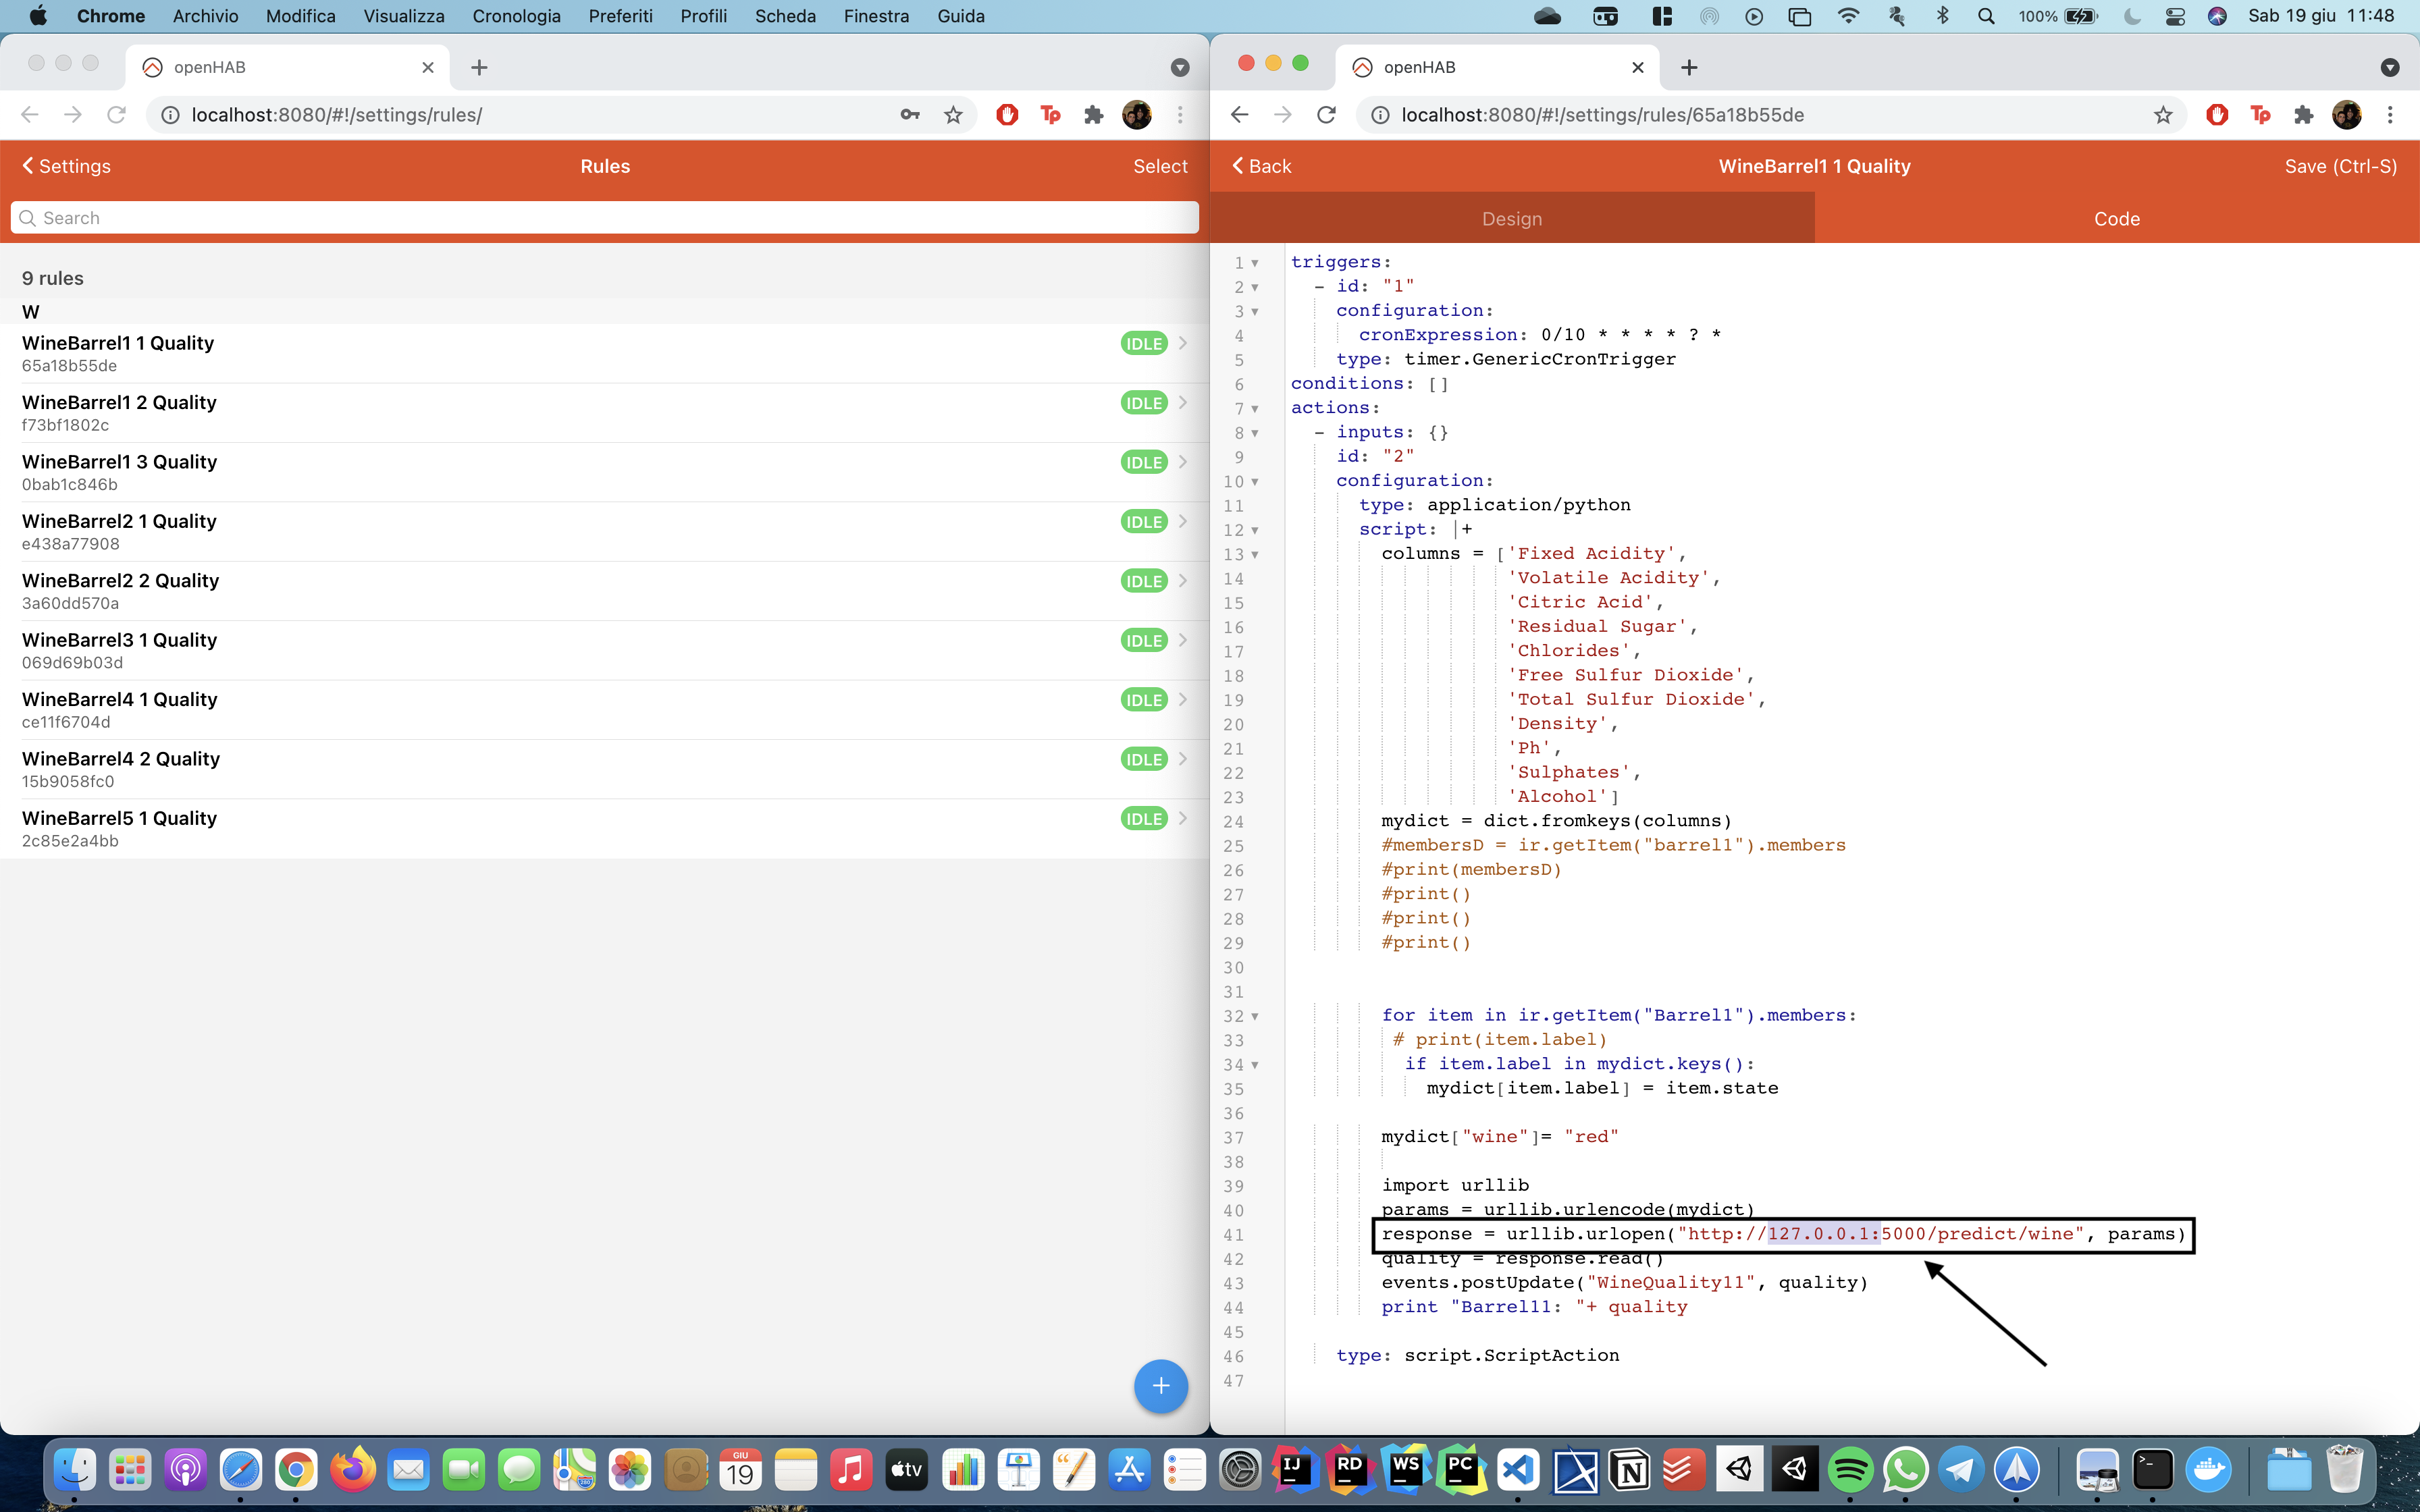 Chrome Archivio Modifica Visualizza Cronologia Preferiti Profili Scheda Finestra Guida 100% Sab 19 giu 11:48
openHAB
localhost:8080/#!/settings/rules/
Tp
Settings Rules Select
Search
9 rules
W
WineBarrel1 1 Quality IDLE
65a18b55de
WineBarrel1 2 Quality IDLE
f73bf1802c
WineBarrel1 3 Quality IDLE
0bab1c846b
WineBarrel2 1 Quality IDLE
e438a77908
WineBarrel2 2 Quality IDLE
3a60dd570a
WineBarrel3 1 Quality IDLE
069d69b03d
WineBarrel4 1 Quality IDLE
ce11f6704d
WineBarrel4 2 Quality IDLE
15b9058fc0
WineBarrel5 1 Quality IDLE
2c85e2a4bb
openHAB
localhost:8080/#!/settings/rules/65a18b55de
Tp
Back WineBarrel1 1 Quality Save (Ctrl-S)
Design Code
1 triggers:
2 - id: "1"
3 configuration:
4 cronExpression: 0/10 * * * * ? *
5 type: timer.GenericCronTrigger
6 conditions: []
7 actions:
8 - inputs: {}
9 id: "2"
10 configuration:
11 type: application/python
12 script: |+
13 columns = ['Fixed Acidity',
14 'Volatile Acidity',
15 'Citric Acid',
16 'Residual Sugar',
17 'Chlorides',
18 'Free Sulfur Dioxide',
19 'Total Sulfur Dioxide',
20 'Density',
21 'Ph',
22 'Sulphates',
23 'Alcohol']
24 mydict = dict.fromkeys(columns)
25 #membersD = ir.getItem("barrel1").members
26 #print(membersD)
27 #print()
28 #print()
29 #print()
30
31
32 for item in ir.getItem("Barrel1").members:
33 # print(item.label)
34 if item.label in mydict.keys():
35 mydict[item.label] = item.state
36
37 mydict["wine"]= "red"
38
39 import urllib
40 params = urllib.urlencode(mydict)
41 response = urllib.urlopen("http://127.0.0.1:5000/predict/wine", params)
42 quality = response.read()
43 events.postUpdate("WineQuality11", quality)
44 print "Barrel11: "+ quality
45
46 type: script.ScriptAction
47
GIU
19
tv
IJ
RD
WS
PC
N